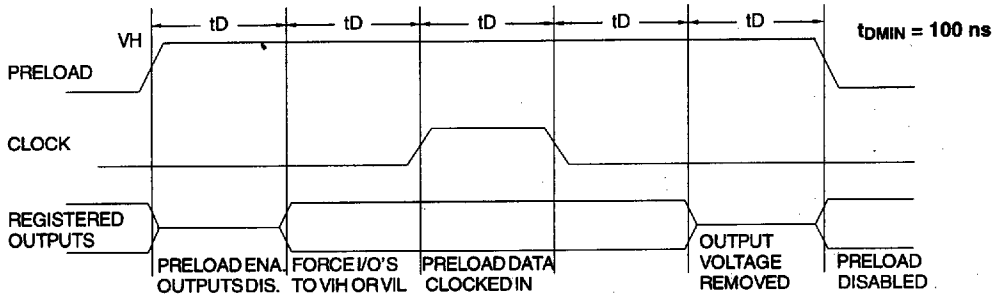 tD tD tD tD tD
VH
tDMIN = 100 ns
PRELOAD
CLOCK
REGISTERED
OUTPUTS
PRELOAD ENA.
OUTPUTS DIS.
FORCE I/O'S
TO VIH OR VIL
PRELOAD DATA
CLOCKED IN
OUTPUT
VOLTAGE
REMOVED
PRELOAD
DISABLED